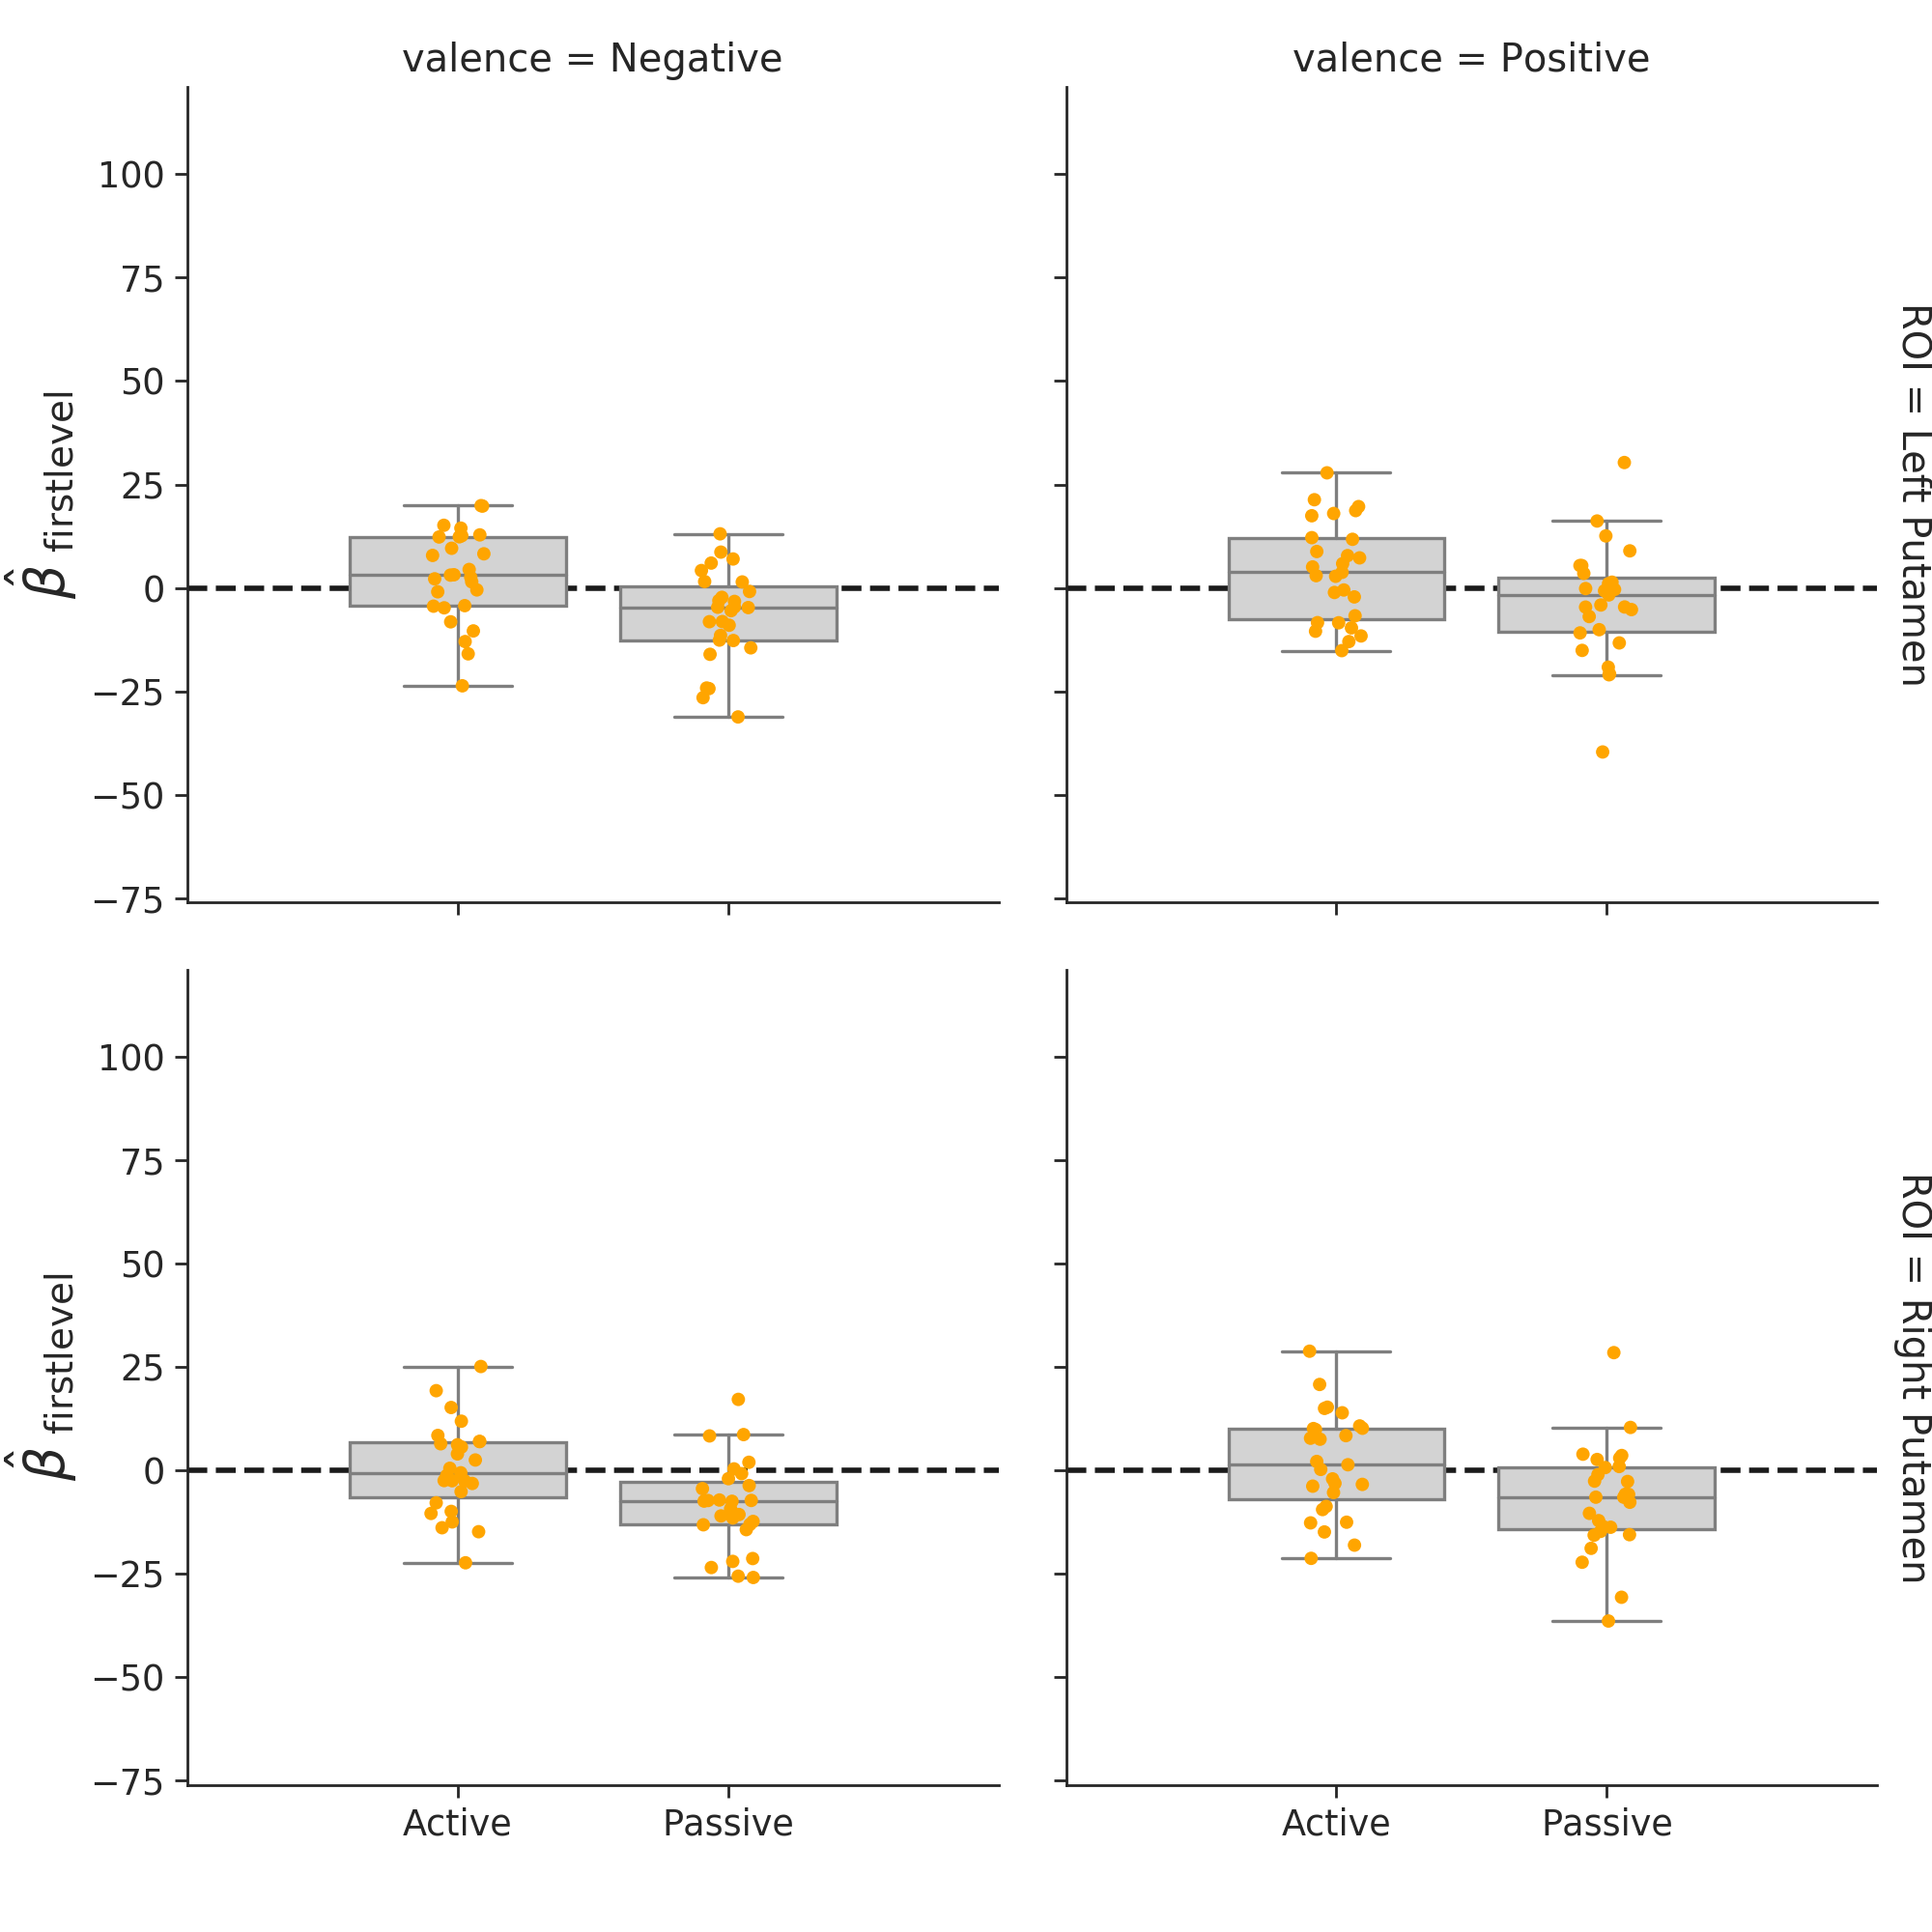 valence = Negative
valence = Positive
100
75
50
25
0
−25
−50
−75
β̂ firstlevel
ROI = Left Putamen
100
75
50
25
0
−25
−50
−75
β̂ firstlevel
ROI = Right Putamen
Active
Passive
Active
Passive